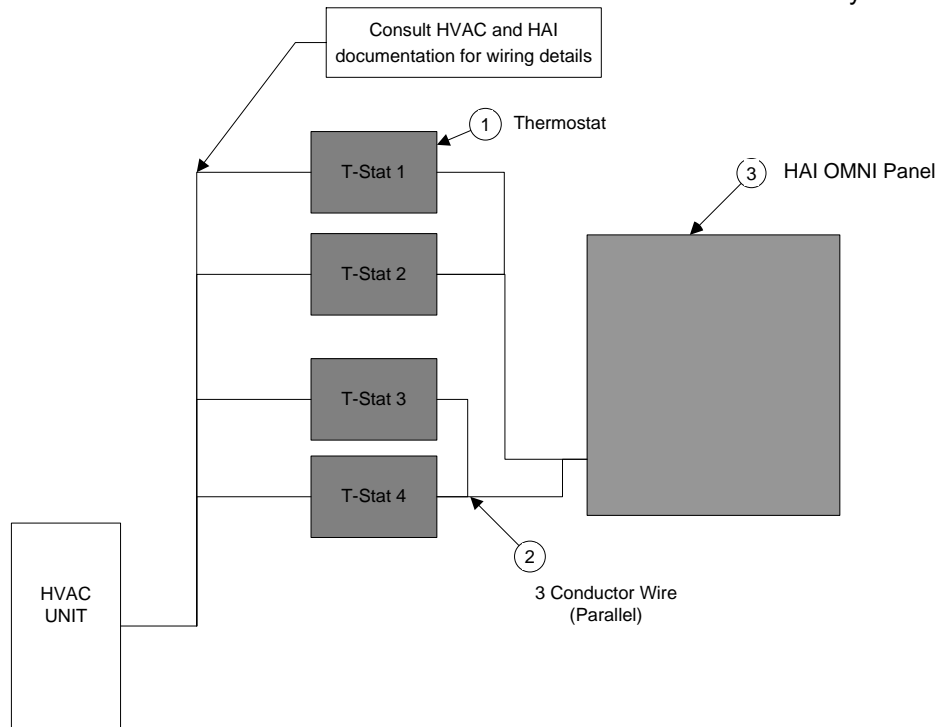 Consult HVAC and HAI
documentation for wiring details
1 Thermostat
T-Stat 1
3 HAI OMNI Panel
T-Stat 2
T-Stat 3
T-Stat 4
2
3 Conductor Wire
(Parallel)
HVAC
UNIT